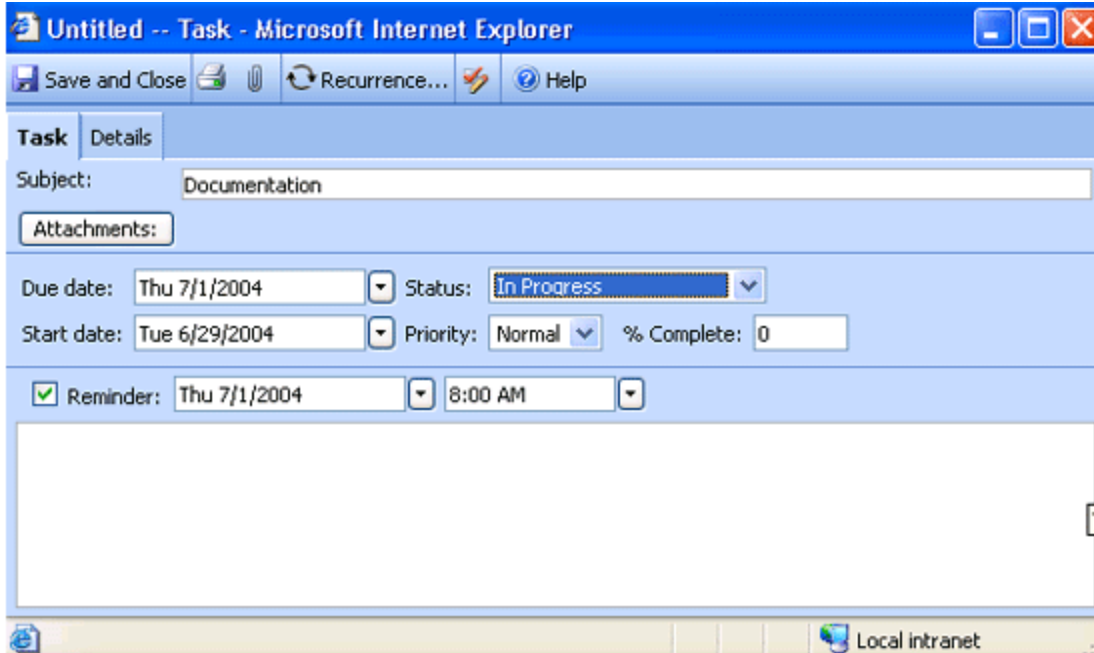 Untitled -- Task - Microsoft Internet Explorer
Save and Close Recurrence... Help
Task Details
Subject: Documentation
Attachments:
Due date: Thu 7/1/2004 Status: In Progress
Start date: Tue 6/29/2004 Priority: Normal % Complete: 0
Reminder: Thu 7/1/2004 8:00 AM
Local intranet